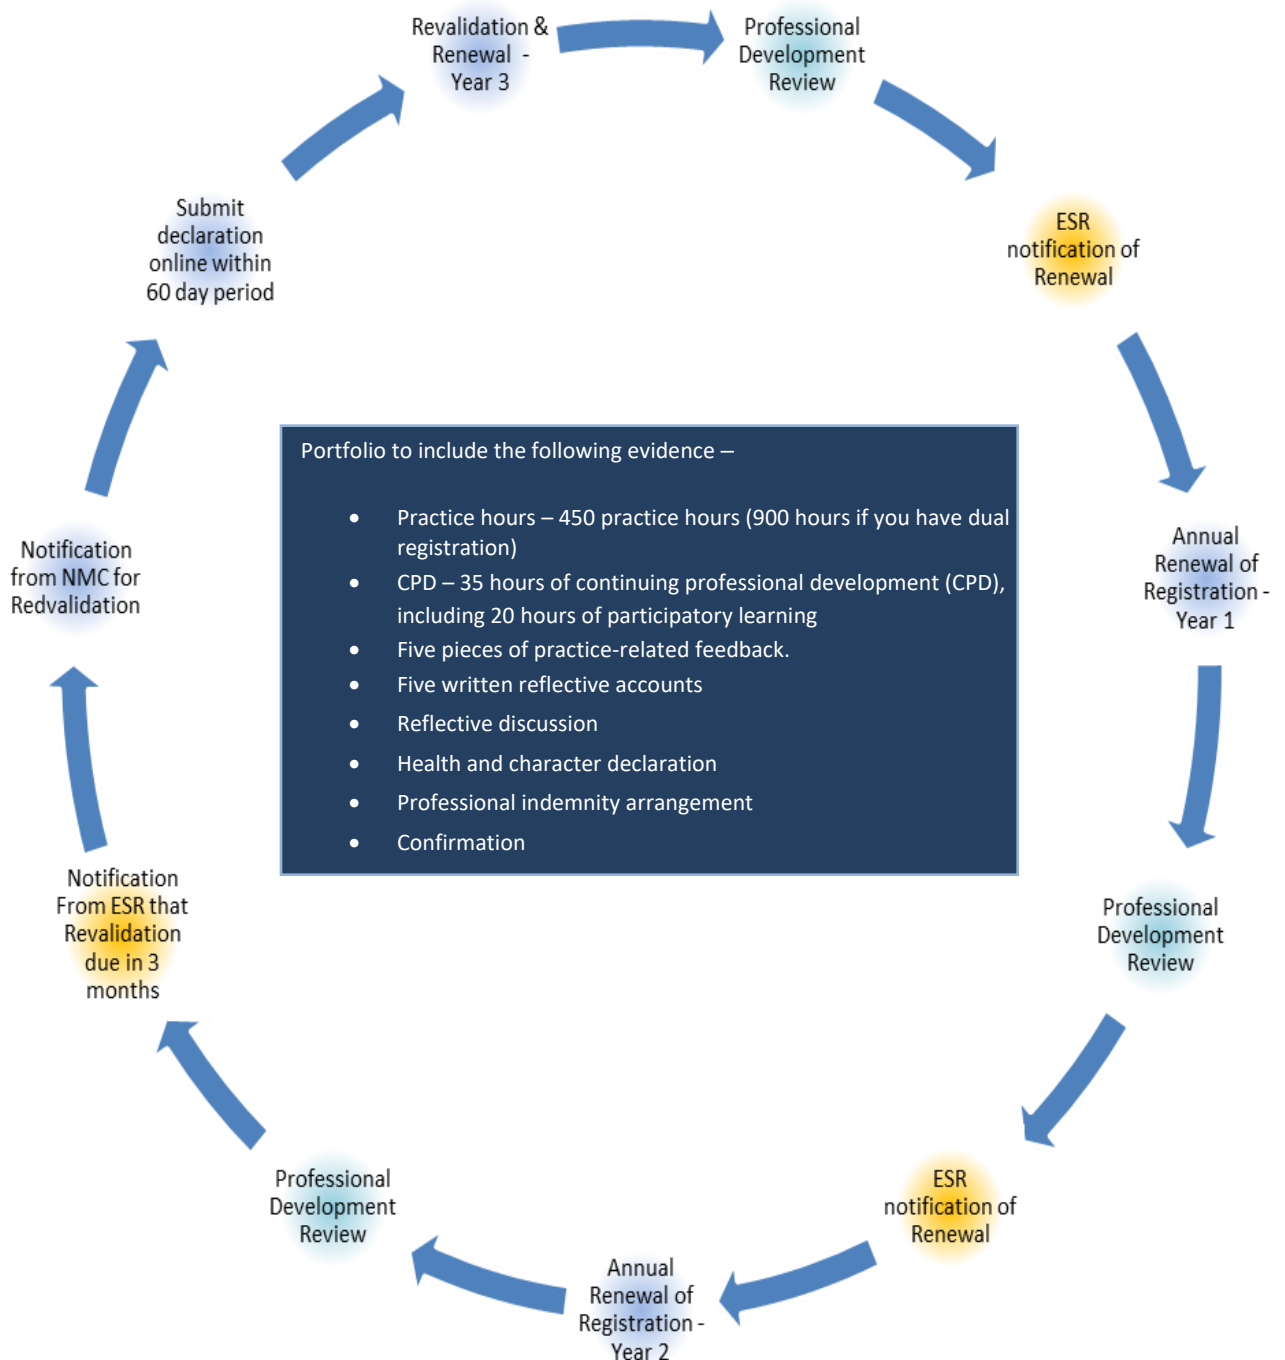 Revalidation &
Renewal -
Year 3
Professional
Development
Review
ESR
notification of
Renewal
Annual
Renewal of
Registration -
Year 1
Professional
Development
Review
ESR
notification of
Renewal
Annual
Renewal of
Registration -
Year 2
Professional
Development
Review
Notification
From ESR that
Revalidation
due in 3
months
Notification
from NMC for
Redvalidation
Submit
declaration
online within
60 day period
Portfolio to include the following evidence –
• Practice hours – 450 practice hours (900 hours if you have dual
registration)
• CPD – 35 hours of continuing professional development (CPD),
including 20 hours of participatory learning
• Five pieces of practice-related feedback.
• Five written reflective accounts
• Reflective discussion
• Health and character declaration
• Professional indemnity arrangement
• Confirmation